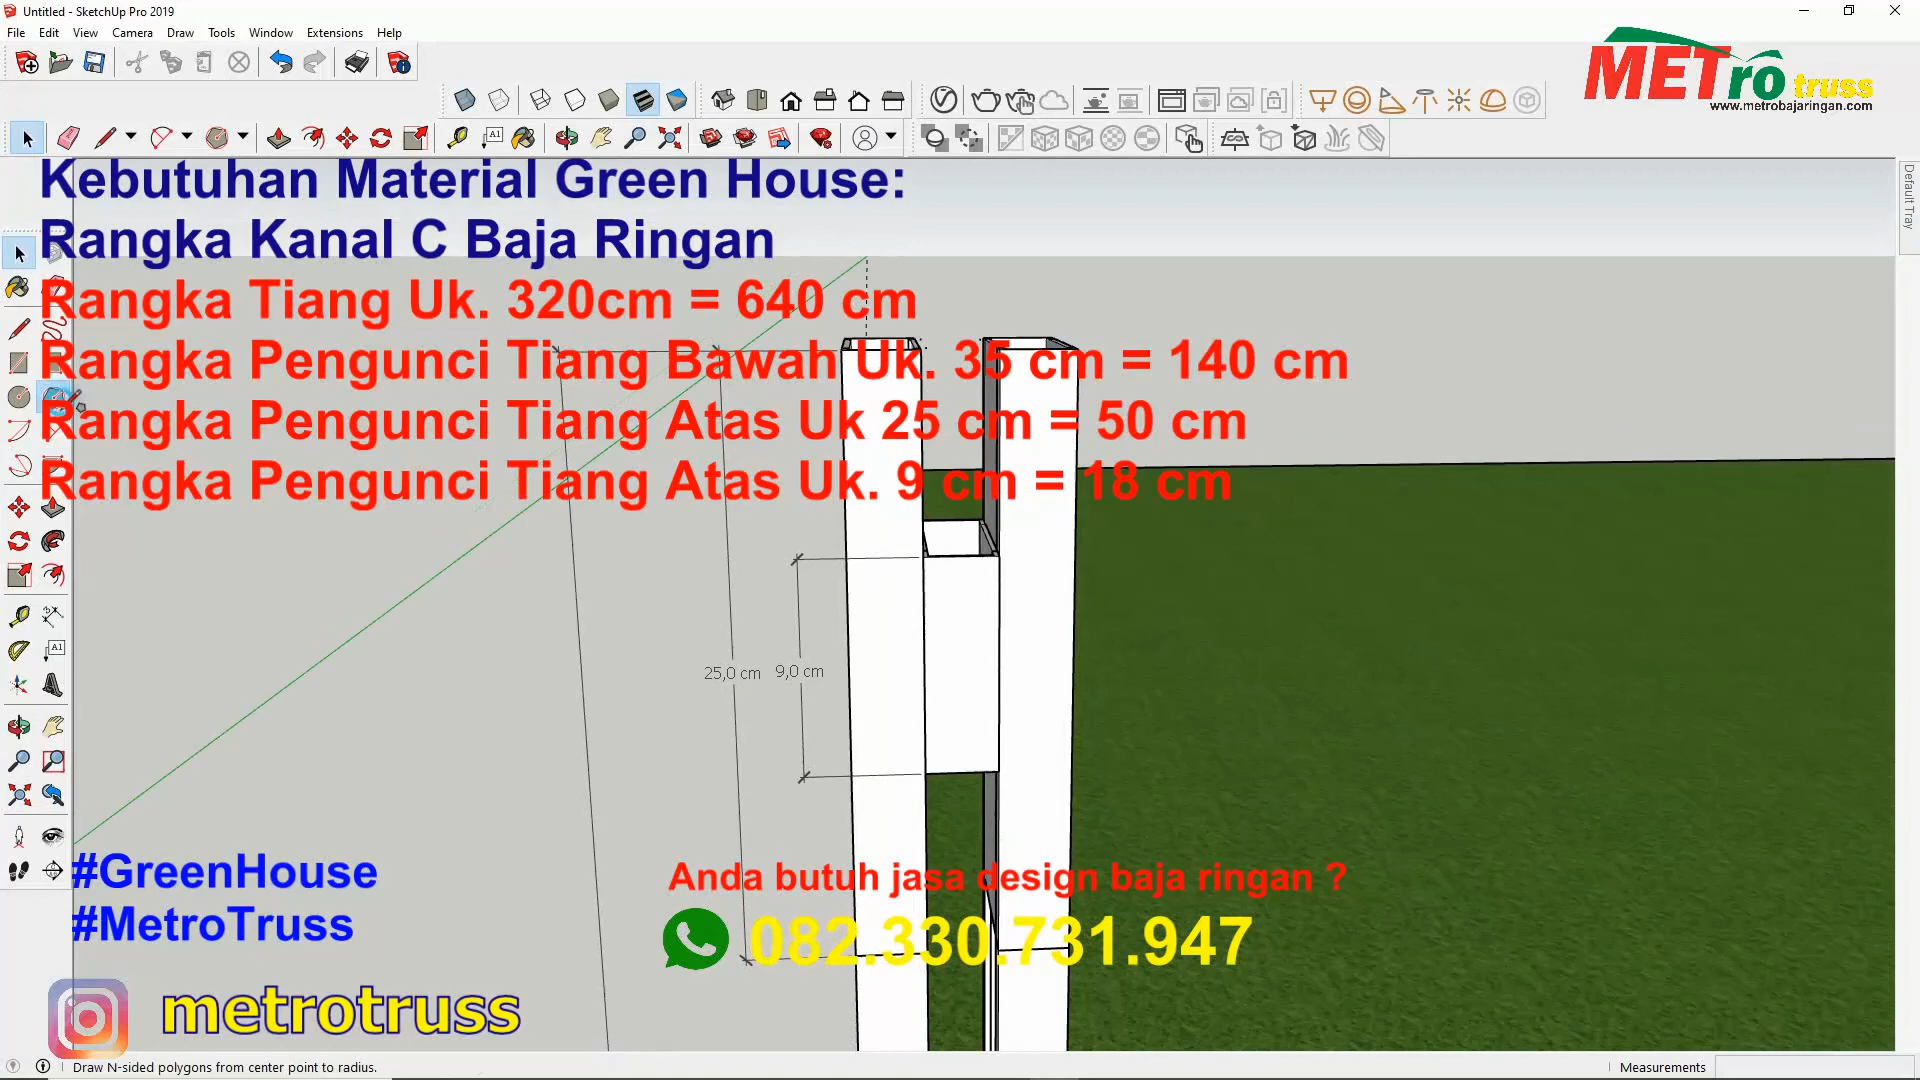 Untitled - SketchUp Pro 2019
File Edit View Camera Draw Tools Window Extensions Help
METro truss
www.metrobajaringan.com
Default Tray
Kebutuhan Material Green House:
Rangka Kanal C Baja Ringan
Rangka Tiang Uk. 320cm = 640 cm
Rangka Pengunci Tiang Bawah Uk. 35 cm = 140 cm
Rangka Pengunci Tiang Atas Uk 25 cm = 50 cm
Rangka Pengunci Tiang Atas Uk. 9 cm = 18 cm
25,0 cm 9,0 cm
#GreenHouse
#MetroTruss
Anda butuh jasa design baja ringan ?
082.330.731.947
metrotruss
Draw N-sided polygons from center point to radius.
Measurements